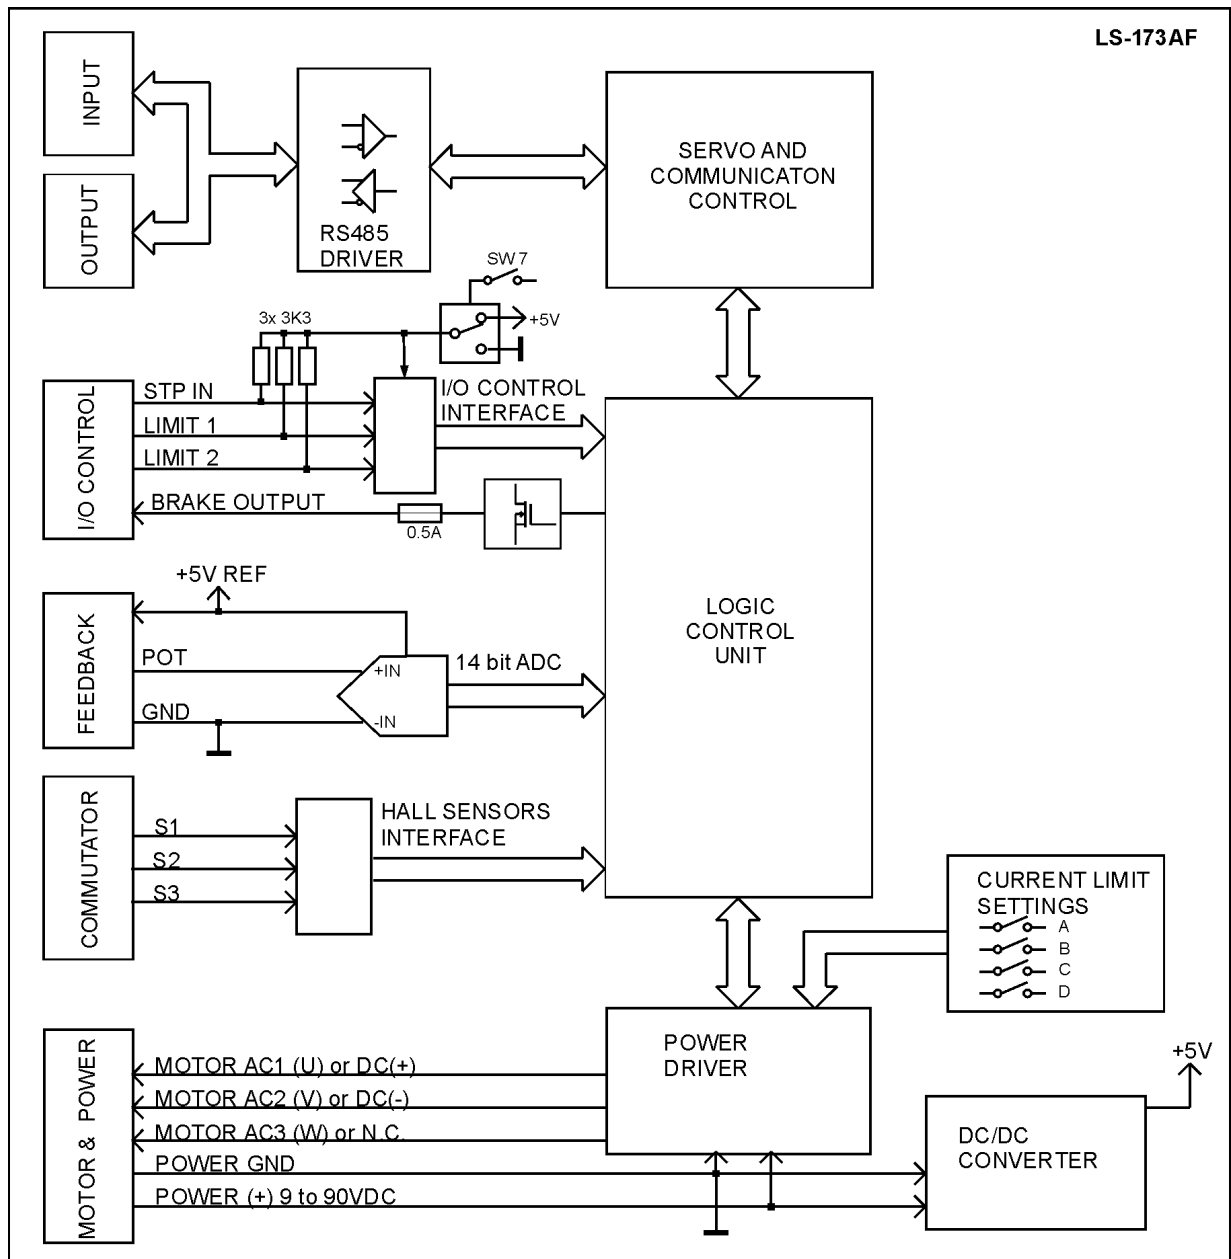 LS-173AF
INPUT
OUTPUT
RS485
DRIVER
SERVO AND
COMMUNICATON
CONTROL
SW7
3x 3K3
+5V
I/O CONTROL
STP IN
LIMIT 1
LIMIT 2
BRAKE OUTPUT
I/O CONTROL
INTERFACE
0.5A
LOGIC
CONTROL
UNIT
FEEDBACK
+5V REF
POT
GND
+IN
-IN
14 bit ADC
COMMUTATOR
S1
S2
S3
HALL SENSORS
INTERFACE
CURRENT LIMIT
SETTINGS
A
B
C
D
MOTOR & POWER
MOTOR AC1 (U) or DC(+)
MOTOR AC2 (V) or DC(-)
MOTOR AC3 (W) or N.C.
POWER GND
POWER (+) 9 to 90VDC
POWER
DRIVER
DC/DC
CONVERTER
+5V